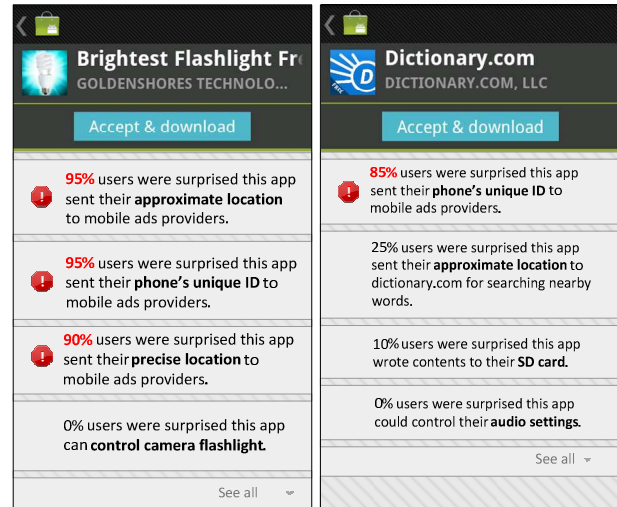 Brightest Flashlight Fre
GOLDENSHORES TECHNOLO...
Accept & download
95% users were surprised this app
sent their approximate location
to mobile ads providers.
95% users were surprised this app
sent their phone's unique ID to
mobile ads providers.
90% users were surprised this app
sent their precise location to
mobile ads providers.
0% users were surprised this app
can control camera flashlight.
See all
Dictionary.com
DICTIONARY.COM, LLC
FREE
Accept & download
85% users were surprised this app
sent their phone's unique ID to
mobile ads providers.
25% users were surprised this app
sent their approximate location to
dictionary.com for searching nearby
words.
10% users were surprised this app
wrote contents to their SD card.
0% users were surprised this app
could control their audio settings.
See all